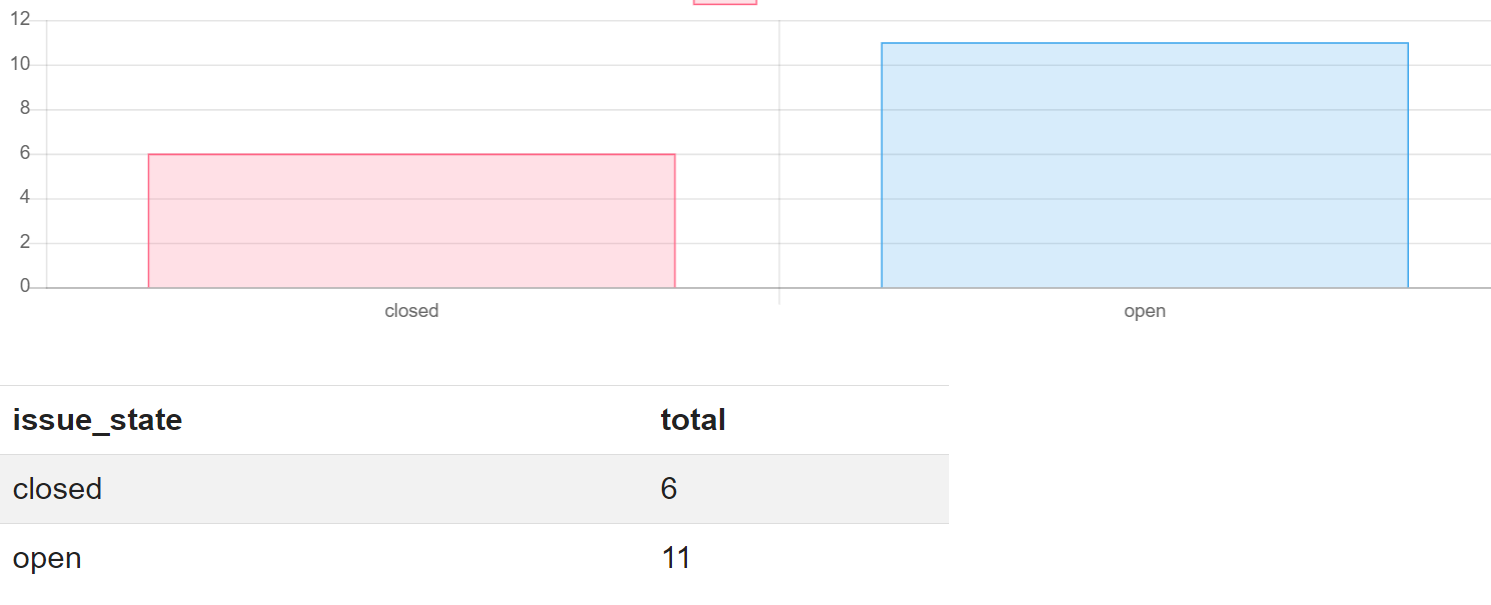 12
10
8
6
4
2
0
closed open
issue_state total
closed 6
open 11